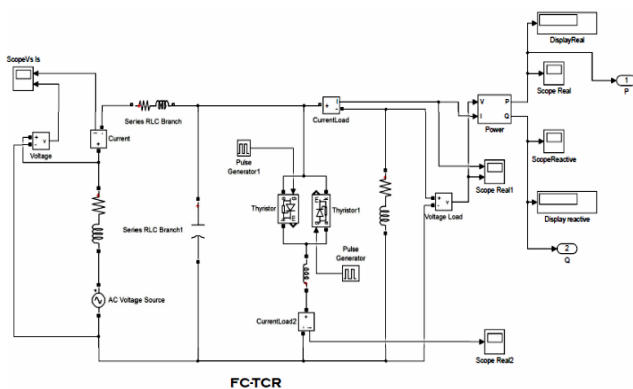 DisplayReal
ScopeVs Is
1
P
Scope Real
Series RLC Branch
CurrentLoad
V
P
I
Q
Power
Current
Voltage
Pulse
Generator1
ScopeReactive
Scope Real1
Thyristor
Thyristor1
Voltage Load
Display reactive
Series RLC Branch1
Pulse
Generator
2
Q
AC Voltage Source
CurrentLoad2
Scope Real2
FC-TCR